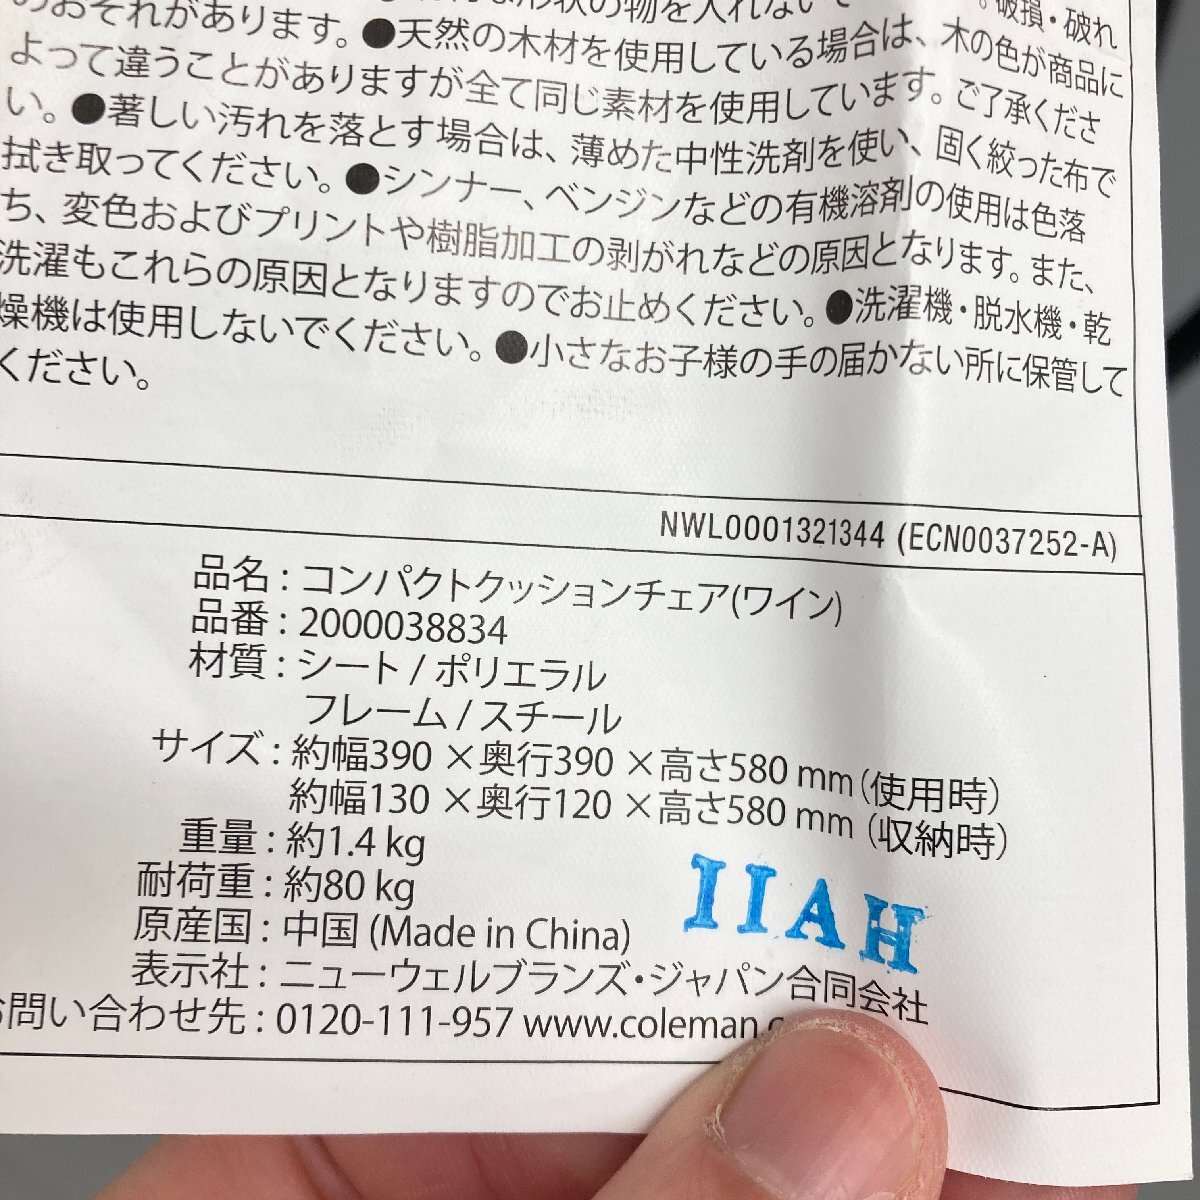 のおそれがあります。●
形状の物を入れないで
。破損・破れ
●天然の木材を使用している場合は、木の色が商品に
よって違うことがありますが全て同じ素材を使用しています。ご了承くださ
い。●著しい汚れを落とす場合は、薄めた中性洗剤を使い、固く絞った布で
拭き取ってください。●シンナー、ベンジンなどの有機溶剤の使用は色落
ち、変色およびプリントや樹脂加工の剥がれなどの原因となります。また、
洗濯もこれらの原因となりますのでお止めください。●洗濯機・脱水機・乾
燥機は使用しないでください。●小さなお子様の手の届かない所に保管して
ください。
NWL0001321344 (ECN0037252-A)
品名：コンパクトクッションチェア(ワイン)
品番：2000038834
材質：シート / ポリエラル
フレーム / スチール
サイズ：約幅390 × 奥行390 × 高さ580 mm (使用時)
約幅130 × 奥行120 × 高さ580 mm (収納時)
重量：約1.4 kg
耐荷重：約80 kg
原産国：中国 (Made in China)
表示社：ニューウェルブランズ・ジャパン合同会社
お問い合わせ先：0120-111-957 www.coleman.
HAII